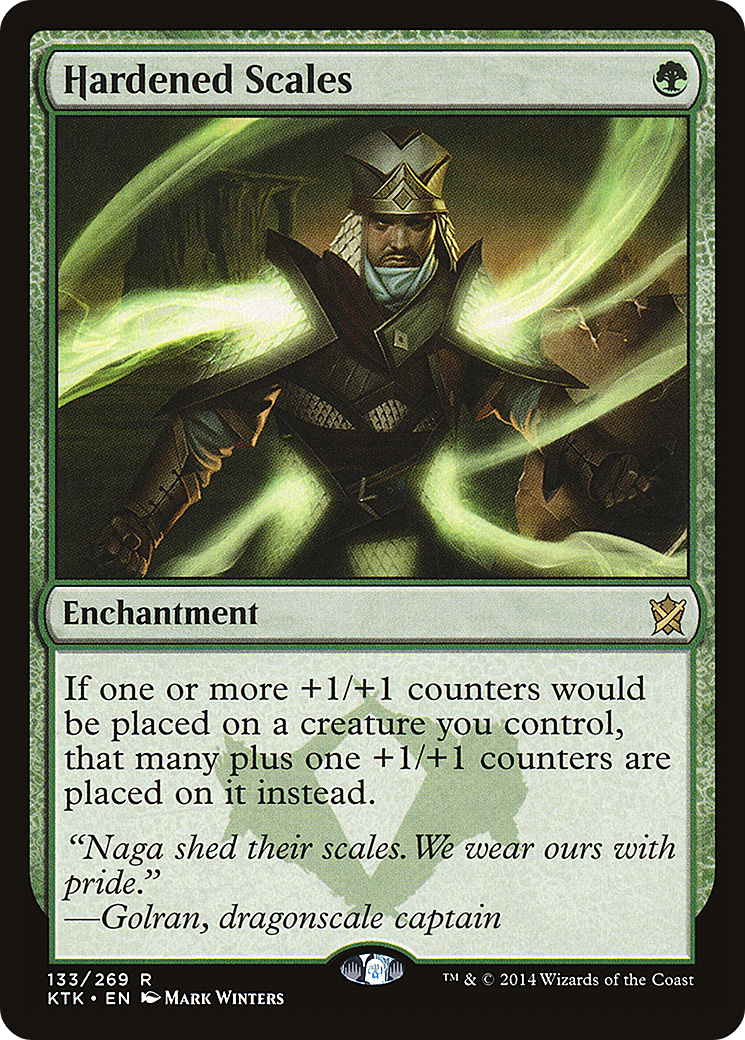 Hardened Scales
Enchantment
If one or more +1/+1 counters would
be placed on a creature you control,
that many plus one +1/+1 counters are
placed on it instead.
“Naga shed their scales. We wear ours with
pride.”
—Golran, dragonscale captain
133/269 R
™ & © 2014 Wizards of the Coast
KTK • EN Mark Winters